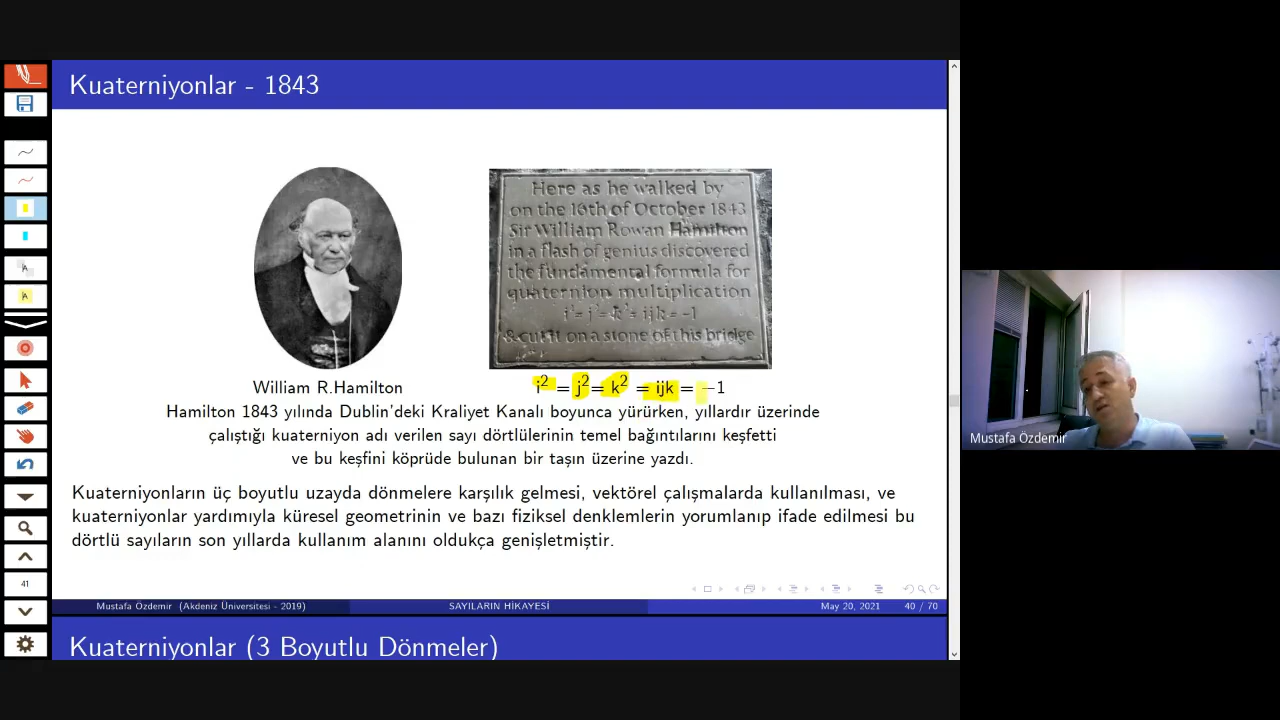 Kuaterniyonlar - 1843
Here as he walked by
on the 16th of October 1843
Sir William Rowan Hamilton
in a flash of genius discovered
the fundamental formula for
quaternion multiplication
i² = j² = k² = ijk = −1
& cut it on a stone of this bridge
William R.Hamilton
i² = j² = k² = ijk = −1
Hamilton 1843 yılında Dublin'deki Kraliyet Kanalı boyunca yürürken, yıllardır üzerinde
çalıştığı kuaterniyon adı verilen sayı dörtlülerinin temel bağıntılarını keşfetti
ve bu keşfini köprüde bulunan bir taşın üzerine yazdı.
Kuaterniyonların üç boyutlu uzayda dönmelere karşılık gelmesi, vektörel çalışmalarda kullanılması, ve
kuaterniyonlar yardımıyla küresel geometrinin ve bazı fiziksel denklemlerin yorumlanıp ifade edilmesi bu
dörtlü sayıların son yıllarda kullanım alanını oldukça genişletmiştir.
Mustafa Özdemir (Akdeniz Üniversitesi - 2019)
SAYILARIN HİKAYESİ
May 20, 2021
40 / 70
Kuaterniyonlar (3 Boyutlu Dönmeler)
A
A
41
Mustafa Özdemir